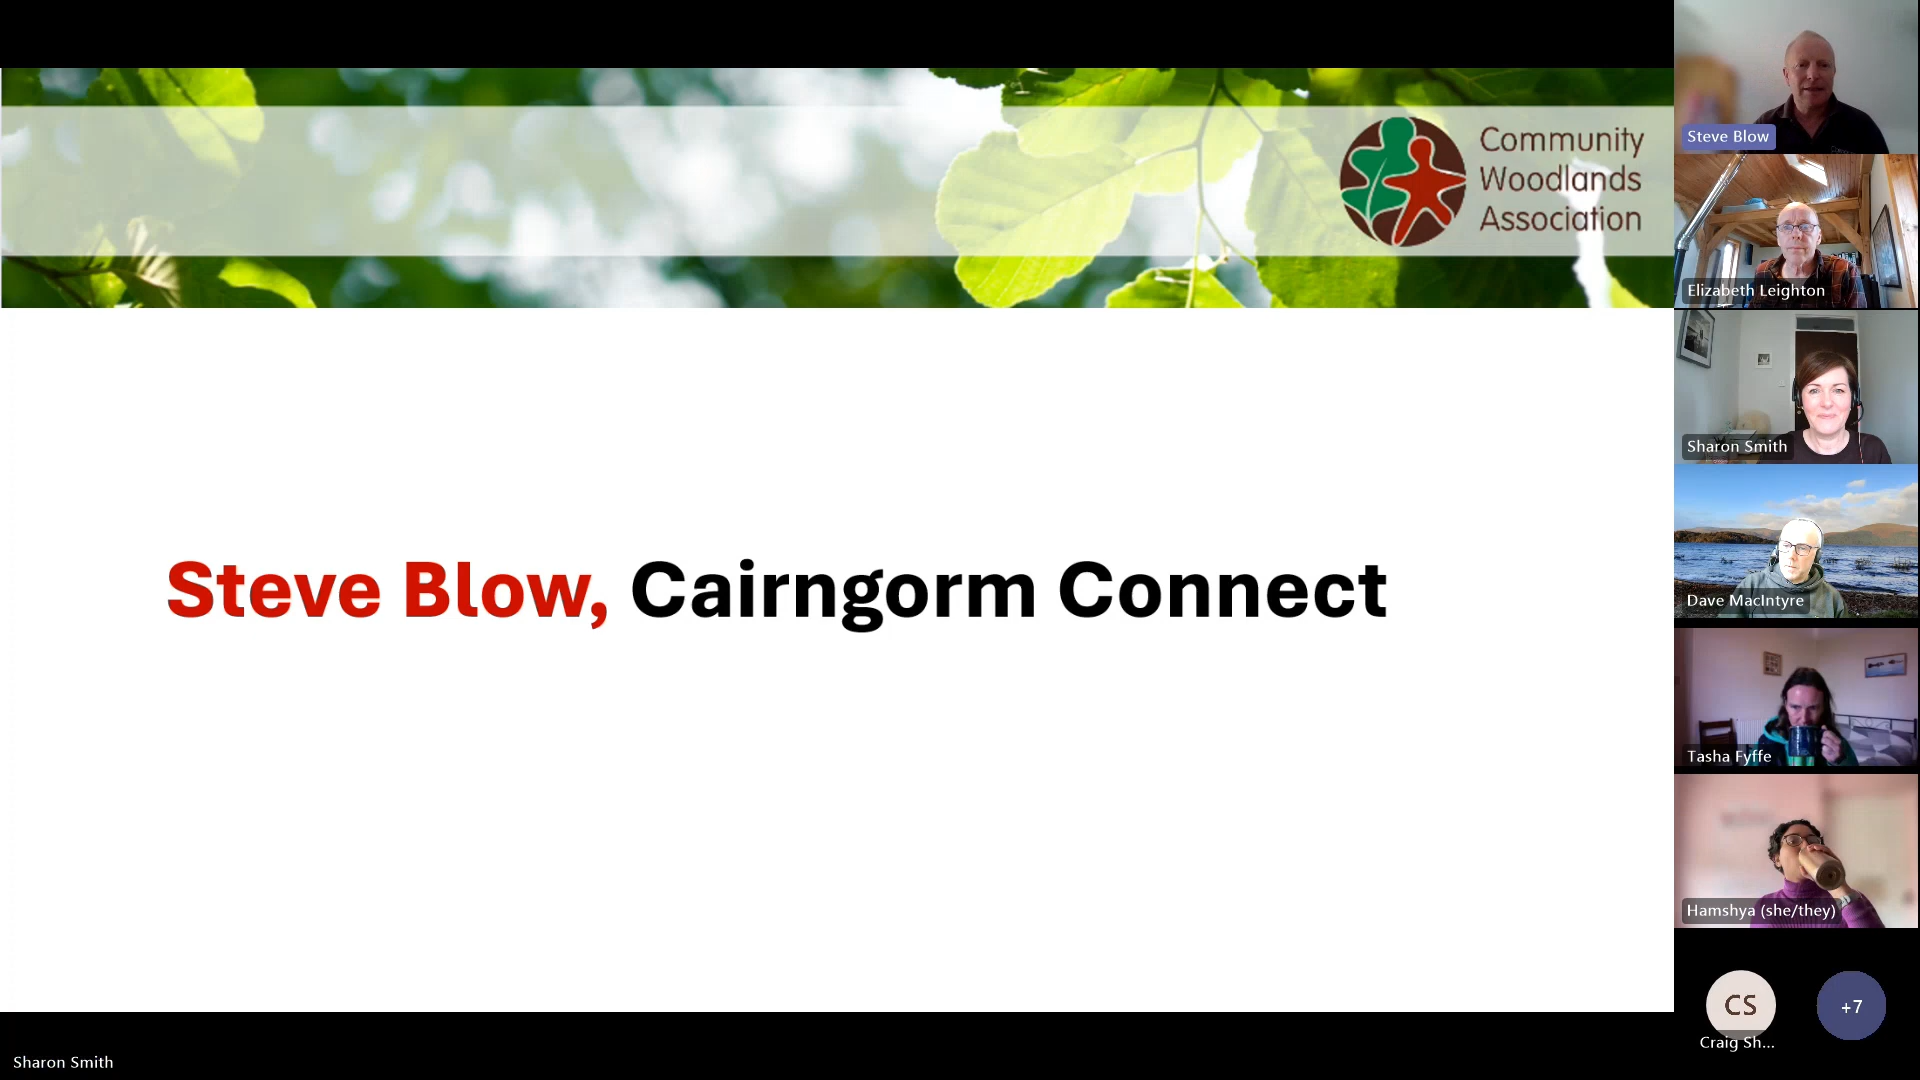 Community
Woodlands
Association
Steve Blow, Cairngorm Connect
Steve Blow
Elizabeth Leighton
Sharon Smith
Dave MacIntyre
Tasha Fyffe
Hamshya (she/they)
CS
+7
Craig Sh...
Sharon Smith